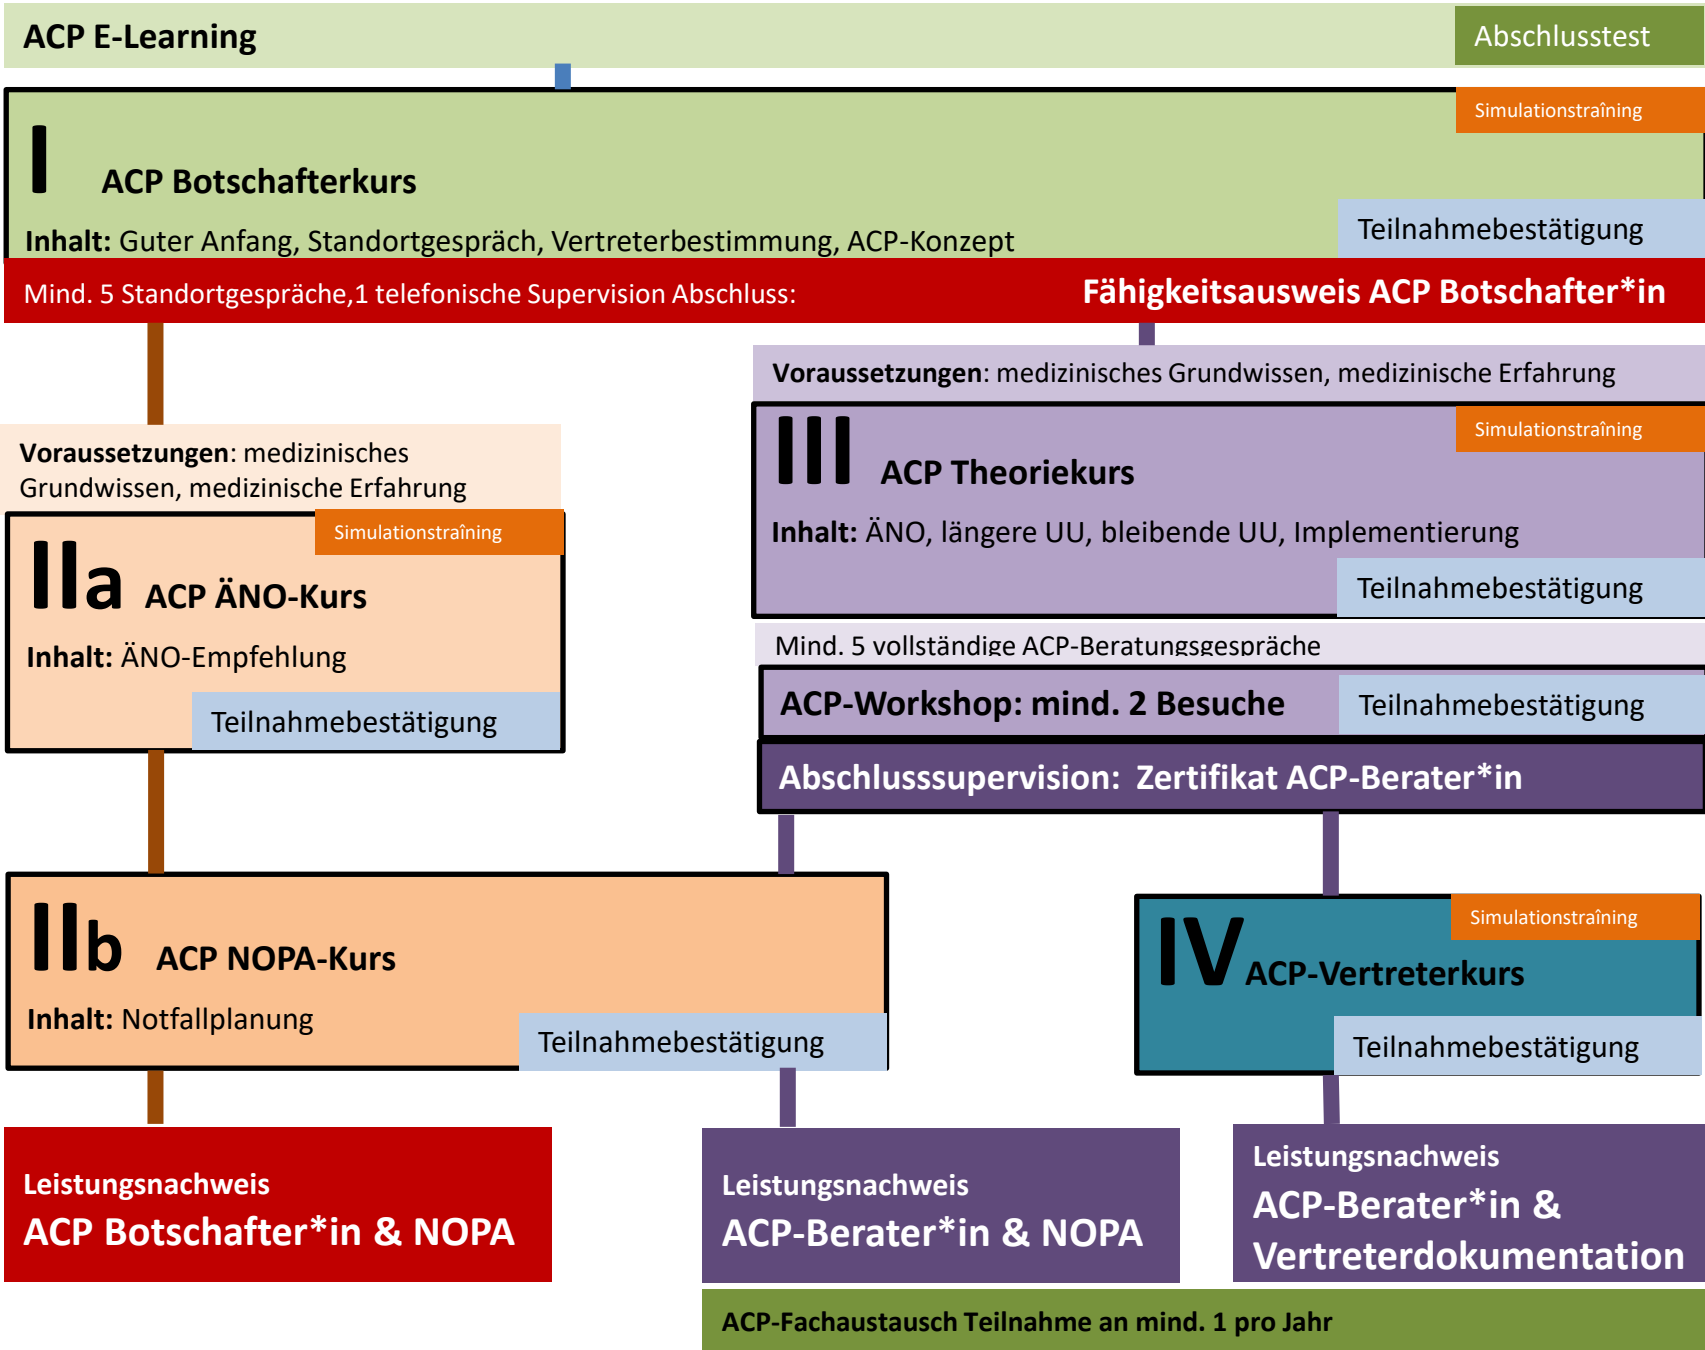 ACP E-Learning
Abschlusstest
Simulationstraîning
I ACP Botschafterkurs
Inhalt: Guter Anfang, Standortgespräch, Vertreterbestimmung, ACP-Konzept
Teilnahmebestätigung
Mind. 5 Standortgespräche,1 telefonische Supervision Abschluss: Fähigkeitsausweis ACP Botschafter*in
Voraussetzungen: medizinisches Grundwissen, medizinische Erfahrung
Simulationstraîning
III ACP Theoriekurs
Inhalt: ÄNO, längere UU, bleibende UU, Implementierung
Teilnahmebestätigung
Mind. 5 vollständige ACP-Beratungsgespräche
ACP-Workshop: mind. 2 Besuche
Teilnahmebestätigung
Abschlusssupervision: Zertifikat ACP-Berater*in
Voraussetzungen: medizinisches
Grundwissen, medizinische Erfahrung
Simulationstraîning
IIa ACP ÄNO-Kurs
Inhalt: ÄNO-Empfehlung
Teilnahmebestätigung
IIb ACP NOPA-Kurs
Inhalt: Notfallplanung
Teilnahmebestätigung
Simulationstraîning
IV ACP-Vertreterkurs
Teilnahmebestätigung
Leistungsnachweis
ACP Botschafter*in & NOPA
Leistungsnachweis
ACP-Berater*in & NOPA
Leistungsnachweis
ACP-Berater*in &
Vertreterdokumentation
ACP-Fachaustausch Teilnahme an mind. 1 pro Jahr